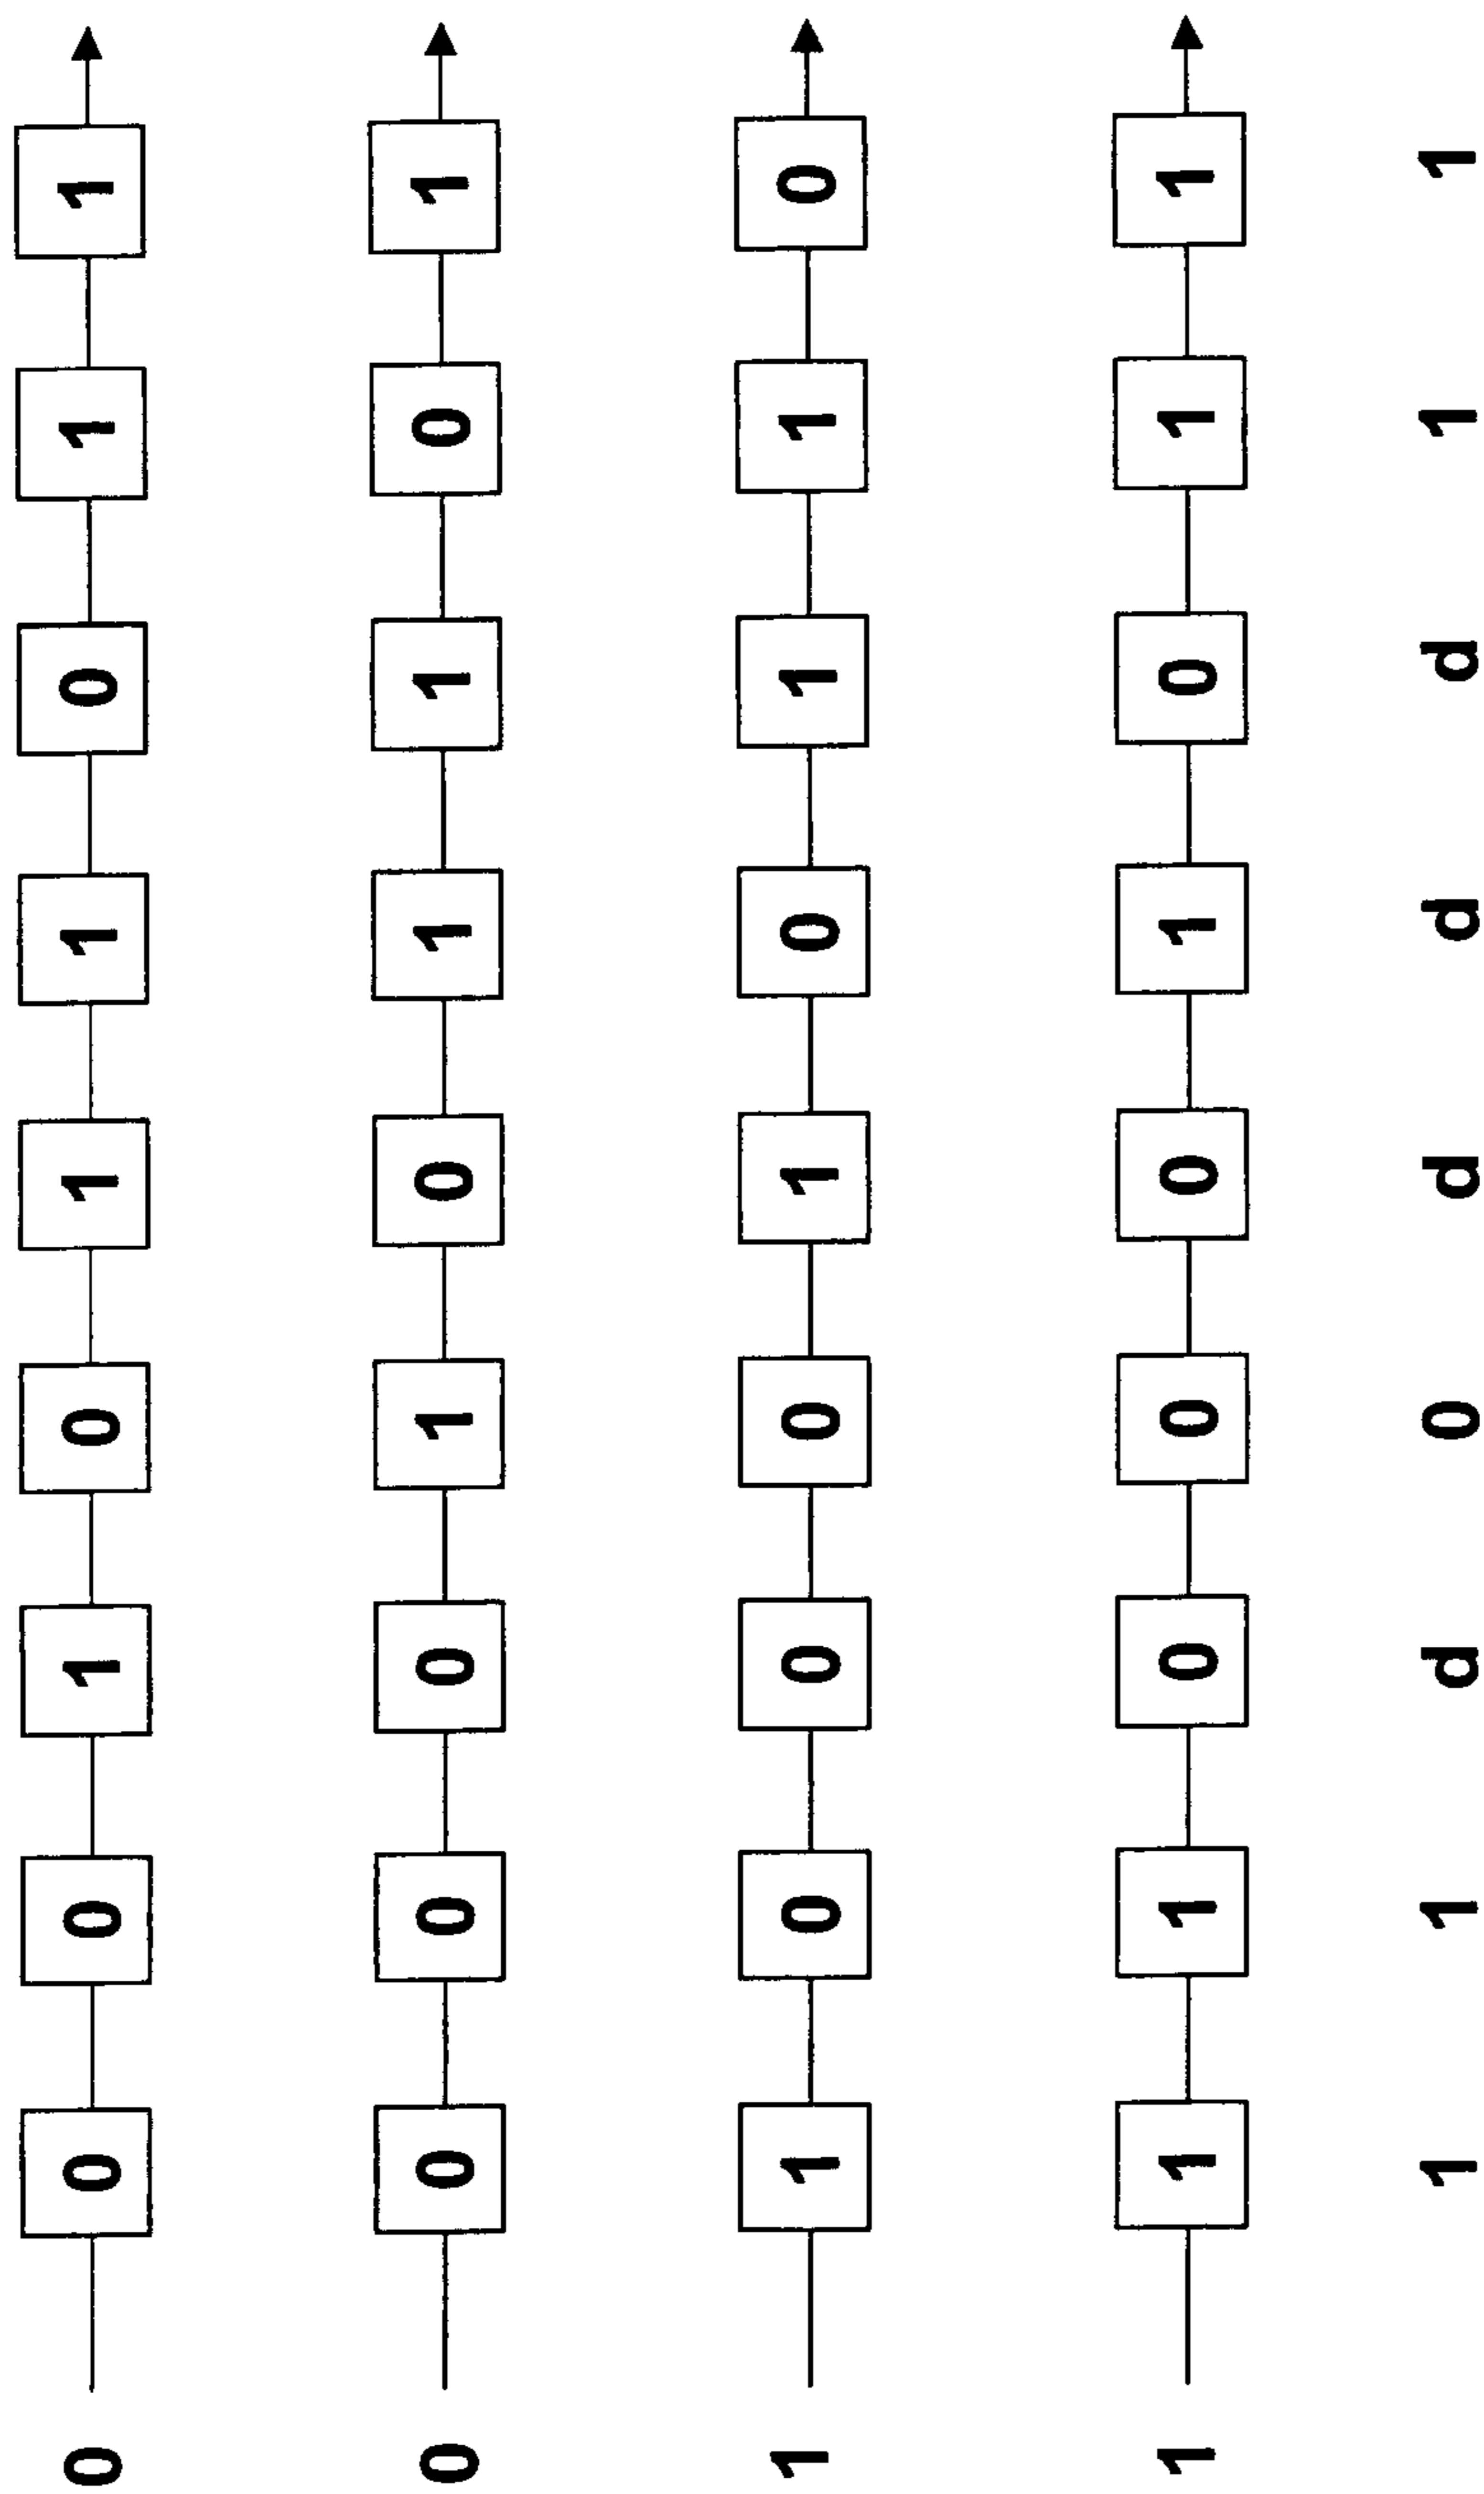 0 0 0 1 0 1 1 0 1 1
0 0 0 0 1 0 1 1 0 1
1 1 0 0 0 1 0 1 1 0
1 1 1 0 0 0 1 0 1 1
1 1 d 0 d d d 1 1